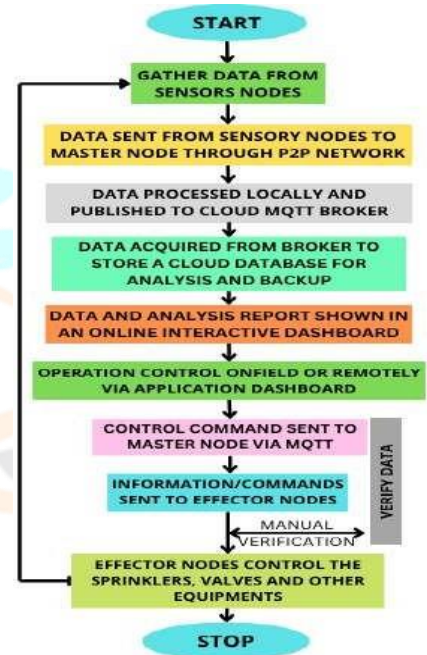 START
GATHER DATA FROM
SENSORS NODES
DATA SENT FROM SENSORY NODES TO
MASTER NODE THROUGH P2P NETWORK
DATA PROCESSED LOCALLY AND
PUBLISHED TO CLOUD MQTT BROKER
DATA ACQUIRED FROM BROKER TO
STORE A CLOUD DATABASE FOR
ANALYSIS AND BACKUP
DATA AND ANALYSIS REPORT SHOWN IN
AN ONLINE INTERACTIVE DASHBOARD
OPERATION CONTROL ONFIELD OR REMOTELY
VIA APPLICATION DASHBOARD
CONTROL COMMAND SENT TO
MASTER NODE VIA MQTT
INFORMATION/COMMANDS
SENT TO EFFECTOR NODES
VERIFY DATA
MANUAL
VERIFICATION
EFFECTOR NODES CONTROL THE
SPRINKLERS, VALVES AND OTHER
EQUIPMENTS
STOP